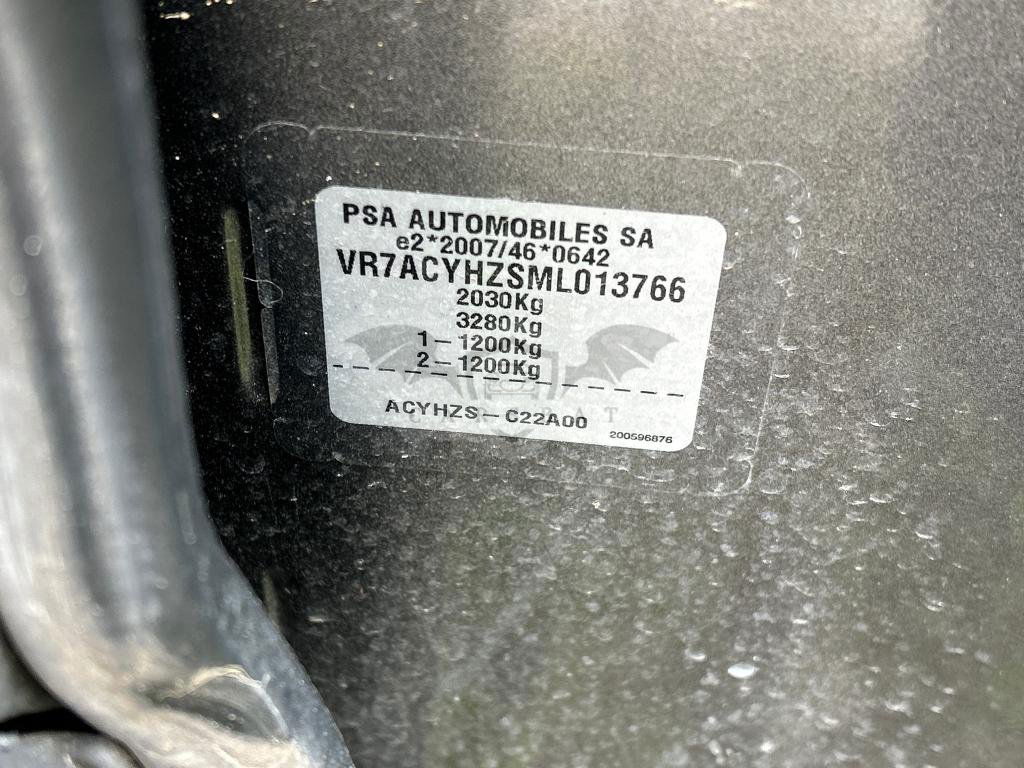 PSA AUTOMOBILES SA
e2*2007/46*0642
VR7ACYHZSML013766
2030Kg
3280Kg
1-1200Kg
2-1200Kg
ACYHZS-C22A00
200596876